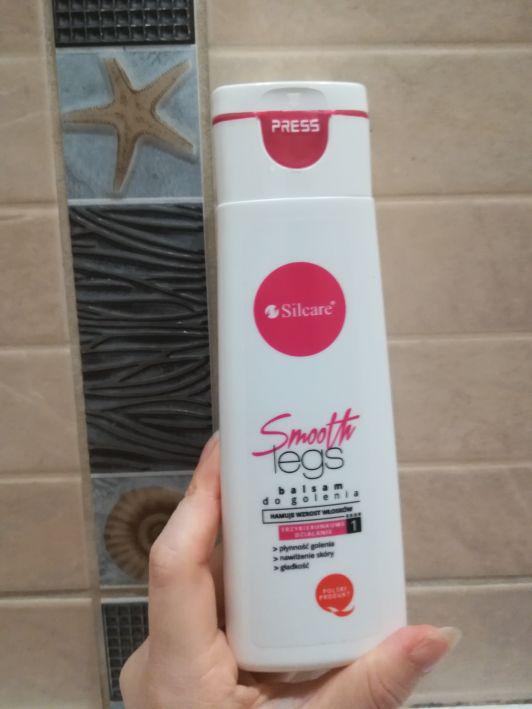 PRESS
Silcare®
Smooth
legs
balsam
do golenia
HAMUJE WZROST WŁOSKÓW
TRZYKIERUNKOWE
DZIAŁANIE
1
> płynność golenia
> nawilżenie skóry
> gładkość
POLSKI
PRODUKT